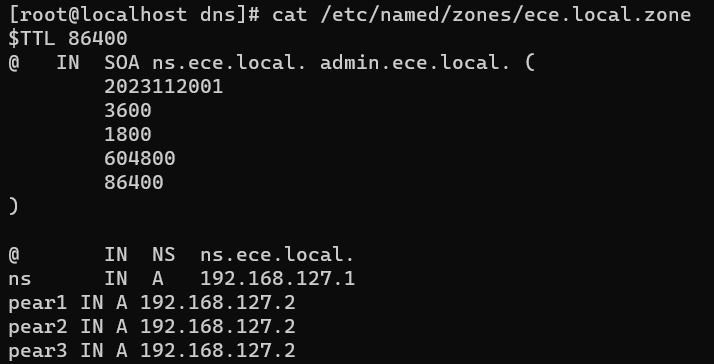 [root@localhost dns]# cat /etc/named/zones/ece.local.zone
$TTL 86400
@   IN  SOA ns.ece.local. admin.ece.local. (
        2023112001
        3600
        1800
        604800
        86400
)

@       IN  NS  ns.ece.local.
ns      IN  A   192.168.127.1
pear1 IN A 192.168.127.2
pear2 IN A 192.168.127.2
pear3 IN A 192.168.127.2